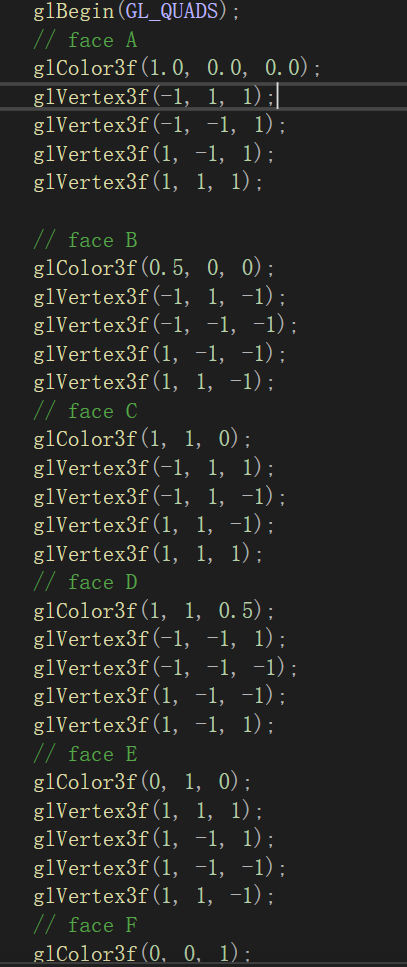 glBegin(GL_QUADS);
// face A
glColor3f(1.0, 0.0, 0.0);
glVertex3f(-1, 1, 1);
glVertex3f(-1, -1, 1);
glVertex3f(1, -1, 1);
glVertex3f(1, 1, 1);
// face B
glColor3f(0.5, 0, 0);
glVertex3f(-1, 1, -1);
glVertex3f(-1, -1, -1);
glVertex3f(1, -1, -1);
glVertex3f(1, 1, -1);
// face C
glColor3f(1, 1, 0);
glVertex3f(-1, 1, 1);
glVertex3f(-1, 1, -1);
glVertex3f(1, 1, -1);
glVertex3f(1, 1, 1);
// face D
glColor3f(1, 1, 0.5);
glVertex3f(-1, -1, 1);
glVertex3f(-1, -1, -1);
glVertex3f(1, -1, -1);
glVertex3f(1, -1, 1);
// face E
glColor3f(0, 1, 0);
glVertex3f(1, 1, 1);
glVertex3f(1, -1, 1);
glVertex3f(1, -1, -1);
glVertex3f(1, 1, -1);
// face F
glColor3f(0, 0, 1);